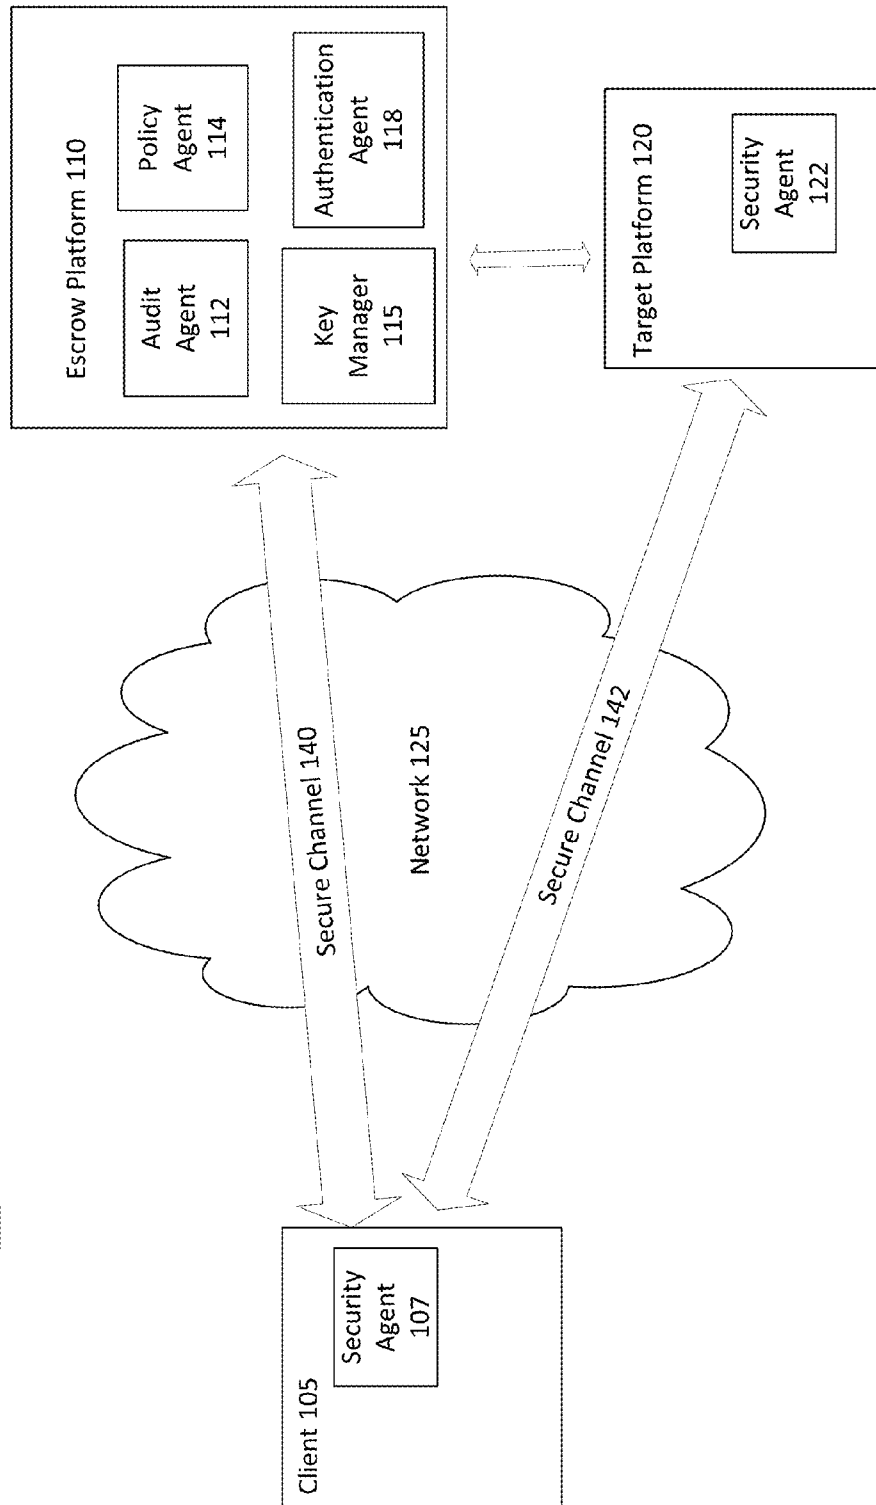 Client 105
Security
Agent
107
Secure Channel 140
Network 125
Secure Channel 142
Escrow Platform 110
Audit
Agent
112
Policy
Agent
114
Key
Manager
115
Authentication
Agent
118
Target Platform 120
Security
Agent
122